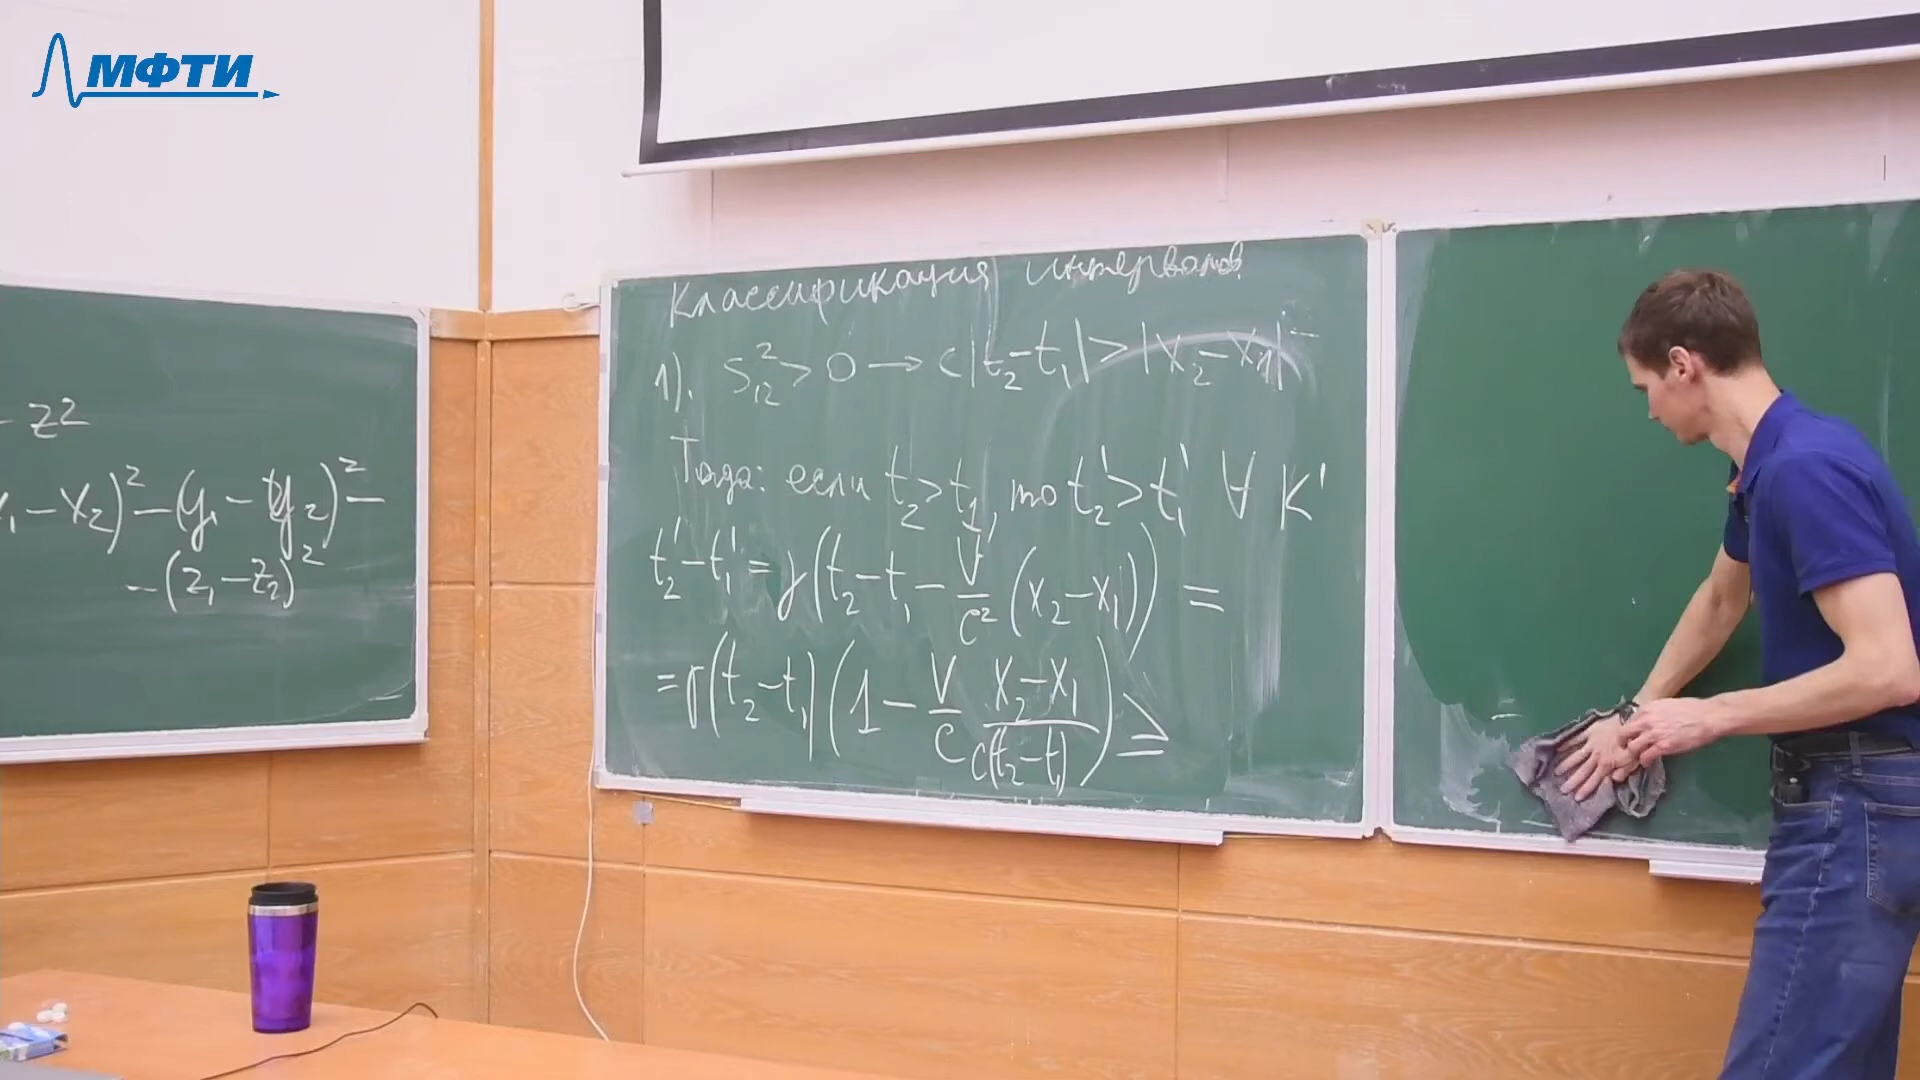 МФТИ
- z²
x₁ - x₂)² - (y₁ - y₂)² -
- (z₁ - z₂)²
Классификация интервалов.
1). S₁₂² > 0 → c|t₂ - t₁| > |x₂ - x₁|
Тогда: если t₂ > t₁, то t₂' > t₁' ∀ K'
t₂' - t₁' = γ(t₂ - t₁ - V/c² (x₂ - x₁)) =
= γ(t₂ - t₁)(1 - V/c (x₂ - x₁)/(c(t₂ - t₁))) ≥